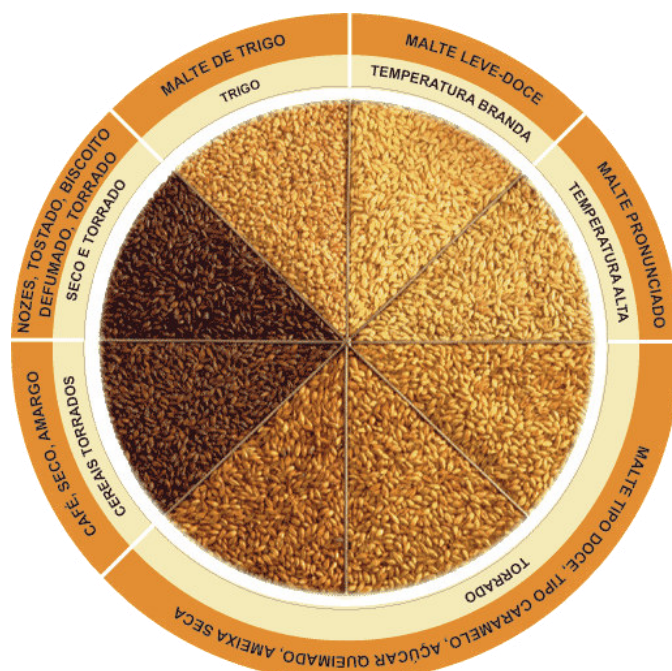 MALTE DE TRIGO
TRIGO
MALTE LEVE-DOCE
TEMPERATURA BRANDA
MALTE PRONUNCIADO
TEMPERATURA ALTA
MALTE TIPO DOCE, TIPO CARAMELO, AÇÚCAR QUEIMADO, AMEIXA SECA
TORRADO
CAFÉ, SECO, AMARGO
CEREAIS TORRADOS
NOZES, TOSTADO, BISCOITO
DEFUMADO, TORRADO
SECO E TORRADO